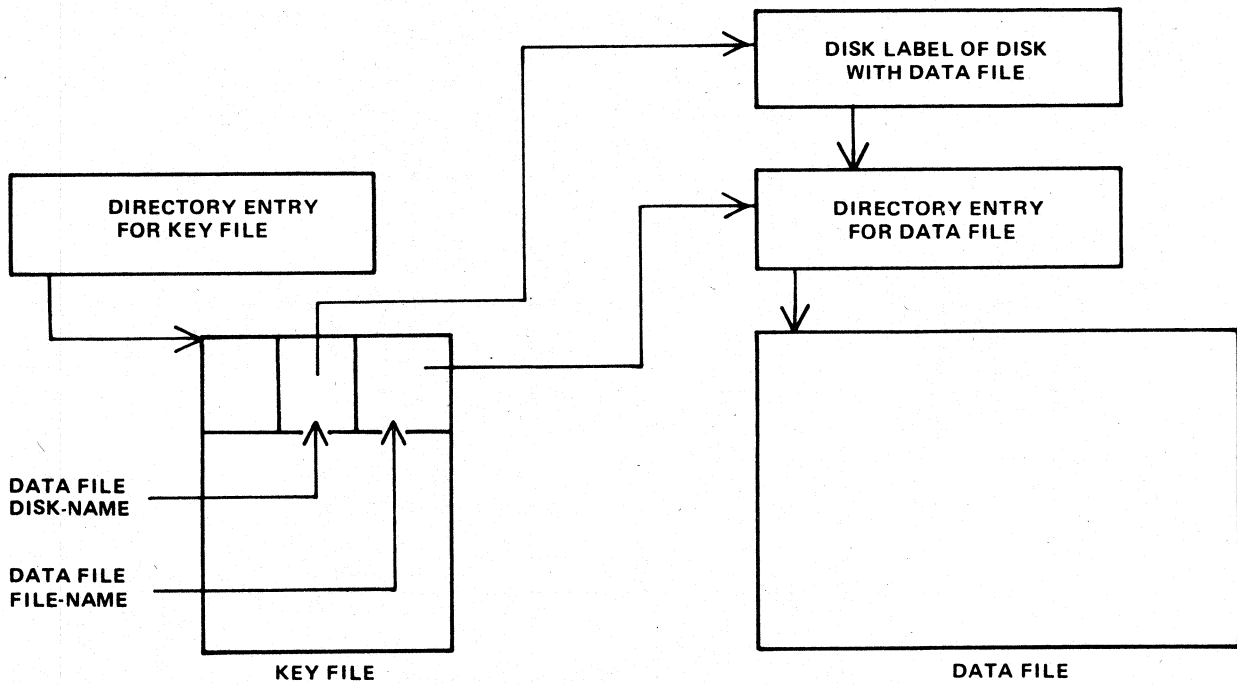 DISK LABEL OF DISK
WITH DATA FILE
DIRECTORY ENTRY
FOR KEY FILE
DIRECTORY ENTRY
FOR DATA FILE
DATA FILE
DISK-NAME
DATA FILE
FILE-NAME
KEY FILE
DATA FILE